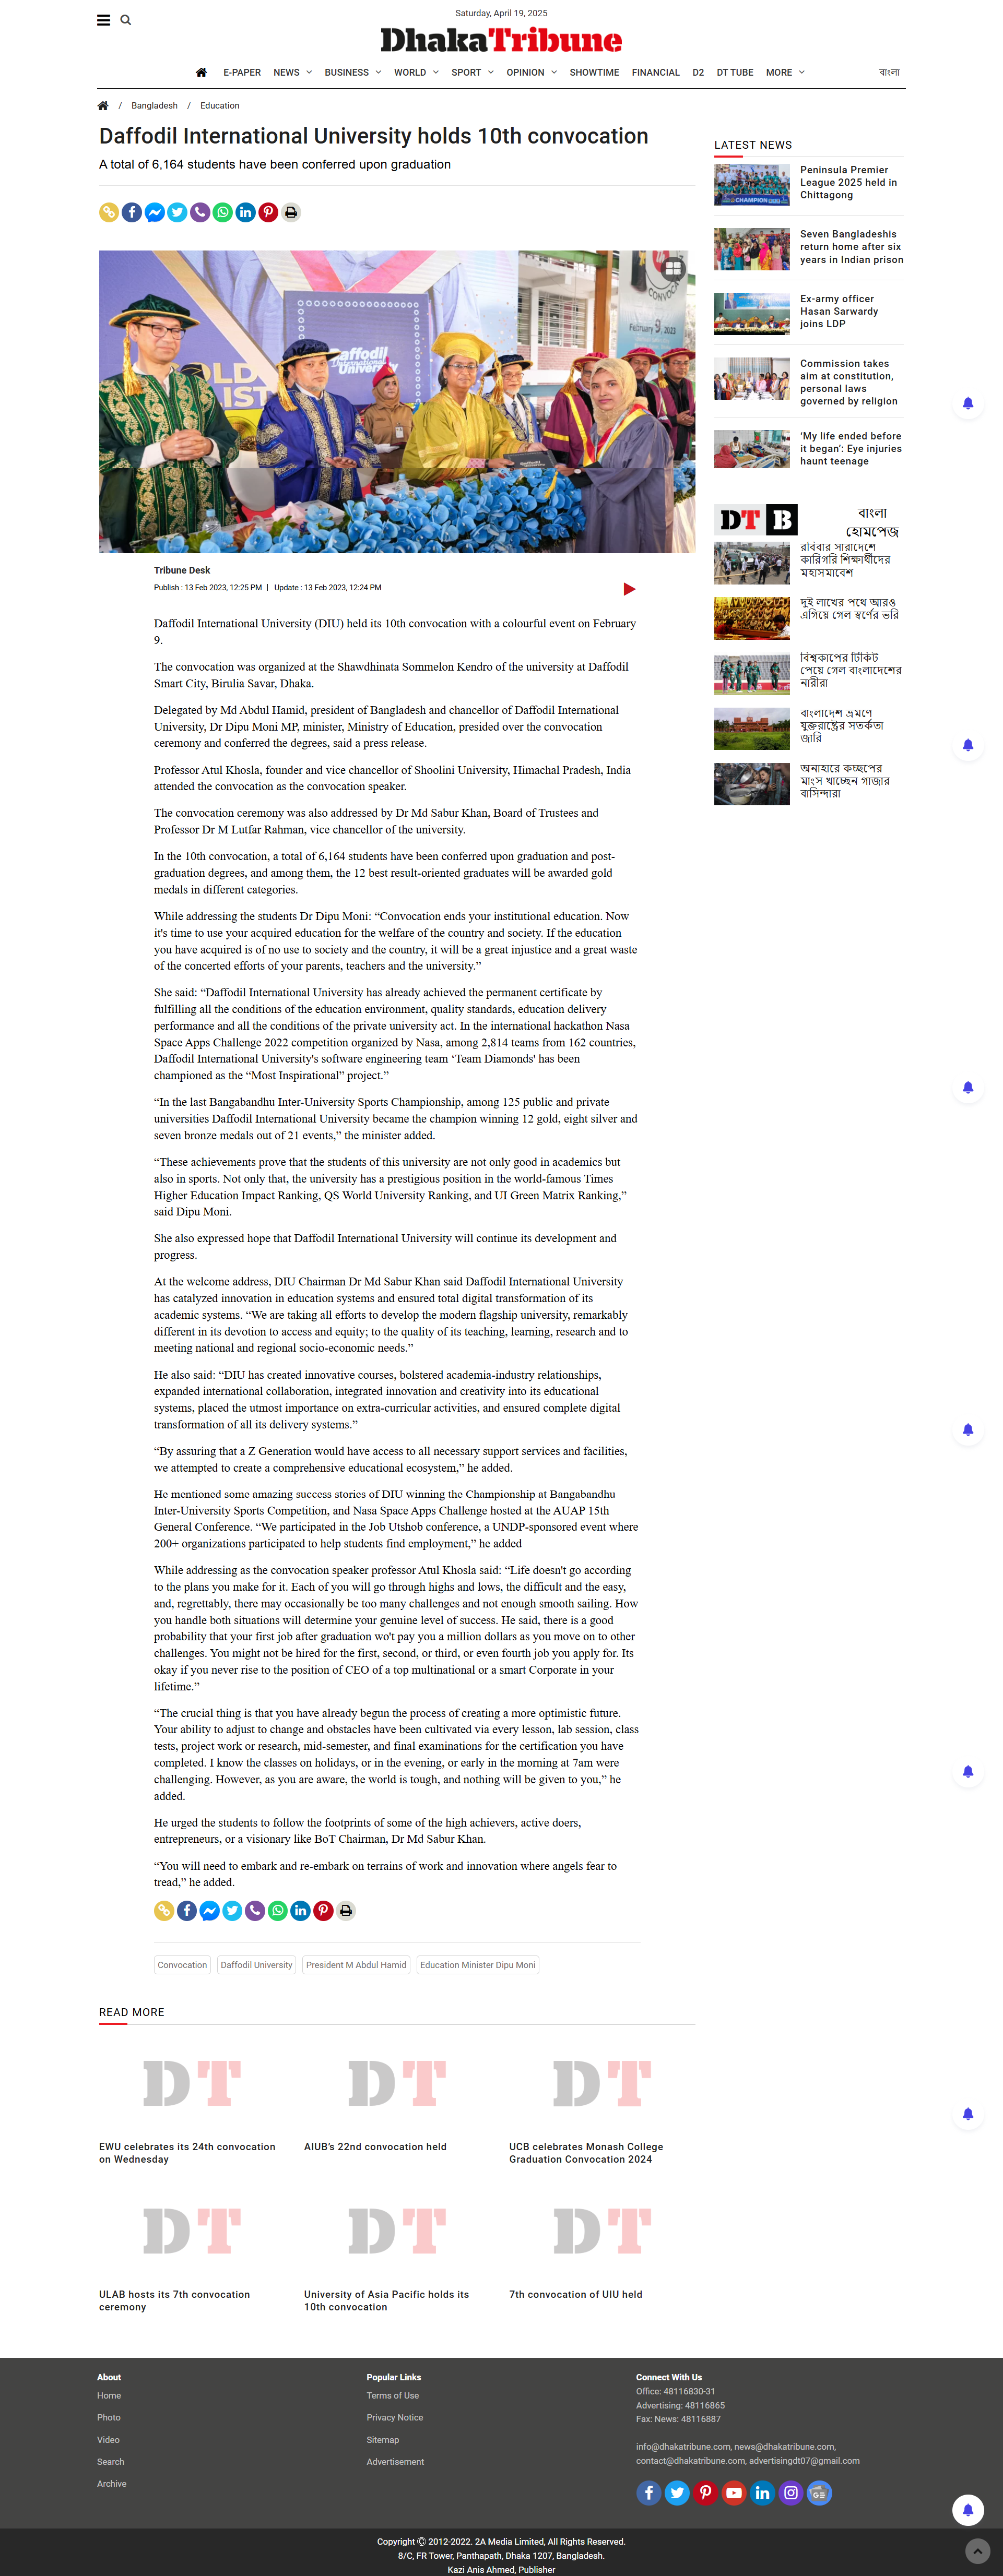 Saturday, April 19, 2025
DhakaTribune
E-PAPER NEWS BUSINESS WORLD SPORT OPINION SHOWTIME FINANCIAL D2 DT TUBE MORE বাংলা
/ Bangladesh / Education
Daffodil International University holds 10th convocation
A total of 6,164 students have been conferred upon graduation
CONVOC
February 9, 2023
affodil
International
University
OLD
IST
Tribune Desk
Publish : 13 Feb 2023, 12:25 PM | Update : 13 Feb 2023, 12:24 PM
Daffodil International University (DIU) held its 10th convocation with a colourful event on February
9.
The convocation was organized at the Shawdhinata Sommelon Kendro of the university at Daffodil
Smart City, Birulia Savar, Dhaka.
Delegated by Md Abdul Hamid, president of Bangladesh and chancellor of Daffodil International
University, Dr Dipu Moni MP, minister, Ministry of Education, presided over the convocation
ceremony and conferred the degrees, said a press release.
Professor Atul Khosla, founder and vice chancellor of Shoolini University, Himachal Pradesh, India
attended the convocation as the convocation speaker.
The convocation ceremony was also addressed by Dr Md Sabur Khan, Board of Trustees and
Professor Dr M Lutfar Rahman, vice chancellor of the university.
In the 10th convocation, a total of 6,164 students have been conferred upon graduation and post-
graduation degrees, and among them, the 12 best result-oriented graduates will be awarded gold
medals in different categories.
While addressing the students Dr Dipu Moni: “Convocation ends your institutional education. Now
it's time to use your acquired education for the welfare of the country and society. If the education
you have acquired is of no use to society and the country, it will be a great injustice and a great waste
of the concerted efforts of your parents, teachers and the university.”
She said: “Daffodil International University has already achieved the permanent certificate by
fulfilling all the conditions of the education environment, quality standards, education delivery
performance and all the conditions of the private university act. In the international hackathon Nasa
Space Apps Challenge 2022 competition organized by Nasa, among 2,814 teams from 162 countries,
Daffodil International University's software engineering team ‘Team Diamonds' has been
championed as the “Most Inspirational” project.”
“In the last Bangabandhu Inter-University Sports Championship, among 125 public and private
universities Daffodil International University became the champion winning 12 gold, eight silver and
seven bronze medals out of 21 events,” the minister added.
“These achievements prove that the students of this university are not only good in academics but
also in sports. Not only that, the university has a prestigious position in the world-famous Times
Higher Education Impact Ranking, QS World University Ranking, and UI Green Matrix Ranking,”
said Dipu Moni.
She also expressed hope that Daffodil International University will continue its development and
progress.
At the welcome address, DIU Chairman Dr Md Sabur Khan said Daffodil International University
has catalyzed innovation in education systems and ensured total digital transformation of its
academic systems. “We are taking all efforts to develop the modern flagship university, remarkably
different in its devotion to access and equity; to the quality of its teaching, learning, research and to
meeting national and regional socio-economic needs.”
He also said: “DIU has created innovative courses, bolstered academia-industry relationships,
expanded international collaboration, integrated innovation and creativity into its educational
systems, placed the utmost importance on extra-curricular activities, and ensured complete digital
transformation of all its delivery systems.”
“By assuring that a Z Generation would have access to all necessary support services and facilities,
we attempted to create a comprehensive educational ecosystem,” he added.
He mentioned some amazing success stories of DIU winning the Championship at Bangabandhu
Inter-University Sports Competition, and Nasa Space Apps Challenge hosted at the AUAP 15th
General Conference. “We participated in the Job Utshob conference, a UNDP-sponsored event where
200+ organizations participated to help students find employment,” he added
While addressing as the convocation speaker professor Atul Khosla said: “Life doesn't go according
to the plans you make for it. Each of you will go through highs and lows, the difficult and the easy,
and, regrettably, there may occasionally be too many challenges and not enough smooth sailing. How
you handle both situations will determine your genuine level of success. He said, there is a good
probability that your first job after graduation wo't pay you a million dollars as you move on to other
challenges. You might not be hired for the first, second, or third, or even fourth job you apply for. Its
okay if you never rise to the position of CEO of a top multinational or a smart Corporate in your
lifetime.”
“The crucial thing is that you have already begun the process of creating a more optimistic future.
Your ability to adjust to change and obstacles have been cultivated via every lesson, lab session, class
tests, project work or research, mid-semester, and final examinations for the certification you have
completed. I know the classes on holidays, or in the evening, or early in the morning at 7am were
challenging. However, as you are aware, the world is tough, and nothing will be given to you,” he
added.
He urged the students to follow the footprints of some of the high achievers, active doers,
entrepreneurs, or a visionary like BoT Chairman, Dr Md Sabur Khan.
“You will need to embark and re-embark on terrains of work and innovation where angels fear to
tread,” he added.
Convocation Daffodil University President M Abdul Hamid Education Minister Dipu Moni
LATEST NEWS
CHAMPION
Peninsula Premier
League 2025 held in
Chittagong
Seven Bangladeshis
return home after six
years in Indian prison
Ex-army officer
Hasan Sarwardy
joins LDP
Commission takes
aim at constitution,
personal laws
governed by religion
‘My life ended before
it began’: Eye injuries
haunt teenage
DT B
বাংলা
হোমপেজ
রবিবার সারাদেশে
কারিগরি শিক্ষার্থীদের
মহাসমাবেশ
দুই লাখের পথে আরও
এগিয়ে গেল স্বর্ণের ভরি
বিশ্বকাপের টিকিট
পেয়ে গেল বাংলাদেশের
নারীরা
বাংলাদেশ ভ্রমণে
যুক্তরাষ্ট্রের সতর্কতা
জারি
অনাহারে কচ্ছপের
মাংস খাচ্ছেন গাজার
বাসিন্দারা
READ MORE
DT DT DT
EWU celebrates its 24th convocation
on Wednesday
AIUB’s 22nd convocation held
UCB celebrates Monash College
Graduation Convocation 2024
DT DT DT
ULAB hosts its 7th convocation
ceremony
University of Asia Pacific holds its
10th convocation
7th convocation of UIU held
About
Home
Photo
Video
Search
Archive
Popular Links
Terms of Use
Privacy Notice
Sitemap
Advertisement
Connect With Us
Office: 48116830-31
Advertising: 48116865
Fax: News: 48116887
info@dhakatribune.com, news@dhakatribune.com,
contact@dhakatribune.com, advertisingdt07@gmail.com
Copyright © 2012-2022. 2A Media Limited, All Rights Reserved.
8/C, FR Tower, Panthapath, Dhaka 1207, Bangladesh.
Kazi Anis Ahmed, Publisher